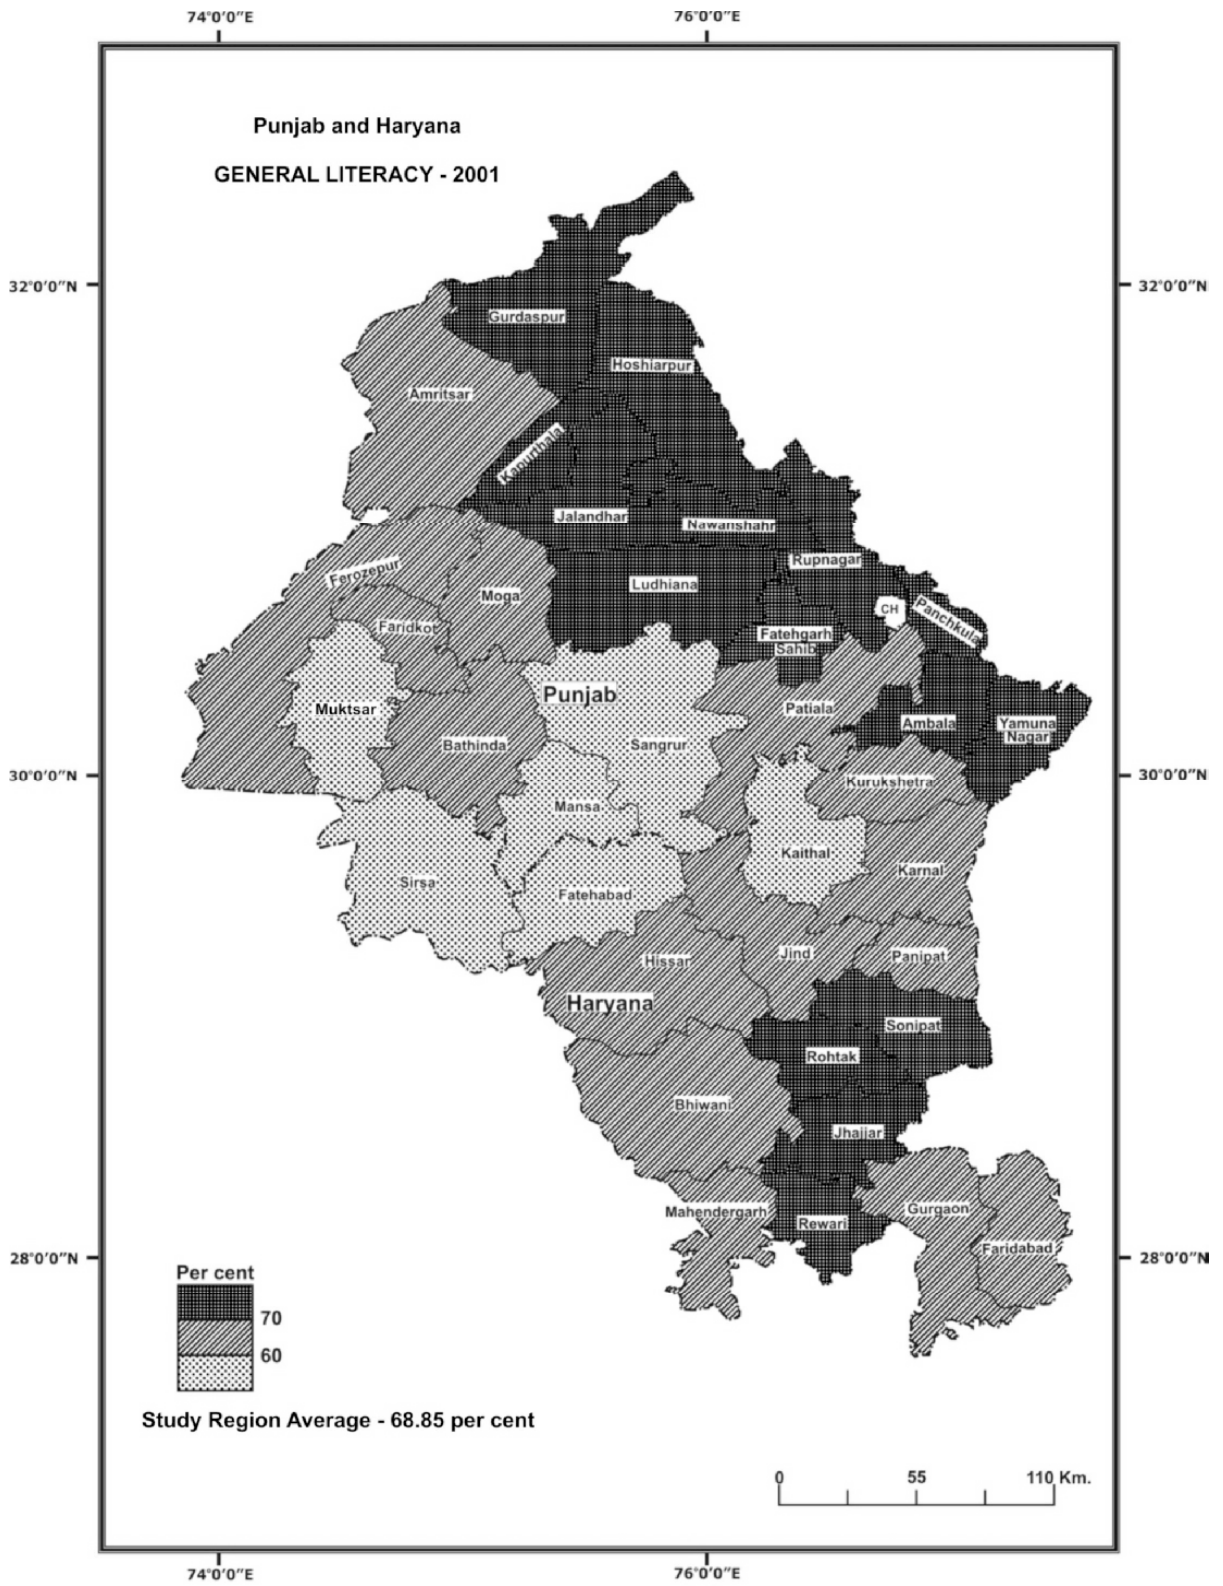 74°0'0"E 76°0'0"E
Punjab and Haryana
GENERAL LITERACY - 2001
32°0'0"N 32°0'0"N
Gurdaspur
Hoshiarpur
Amritsar
Kapurthala
Jalandhar
Nawanshahr
Rupnagar
Ferozepur
Ludhiana
Moga
CH
Panchkula
Faridkot
Fatehgarh
Sahib
Punjab
Muktsar
Patiala
Ambala
Yamuna
Nagar
Bathinda
Sangrur
30°0'0"N 30°0'0"N
Kurukshetra
Mansa
Kaithal
Karnal
Sirsa
Fatehabad
Hissar
Jind
Panipat
Haryana
Sonipat
Rohtak
Bhiwani
Jhajjar
Mahendergarh
Rewari
Gurgaon
Faridabad
28°0'0"N 28°0'0"N
Per cent
70
60
Study Region Average - 68.85 per cent
0 55 110 Km.
74°0'0"E 76°0'0"E